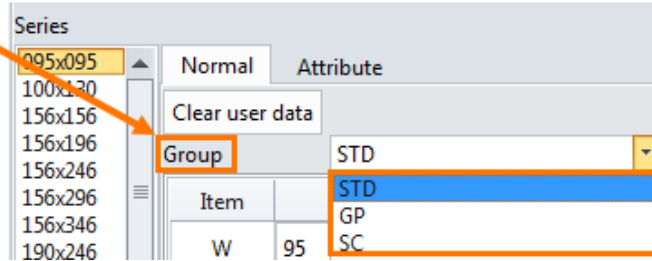 Series
095x095
100x130
156x156
156x196
156x246
156x296
156x346
190x246
Normal Attribute
Clear user data
Group STD
STD
GP
SC
Item
W 95